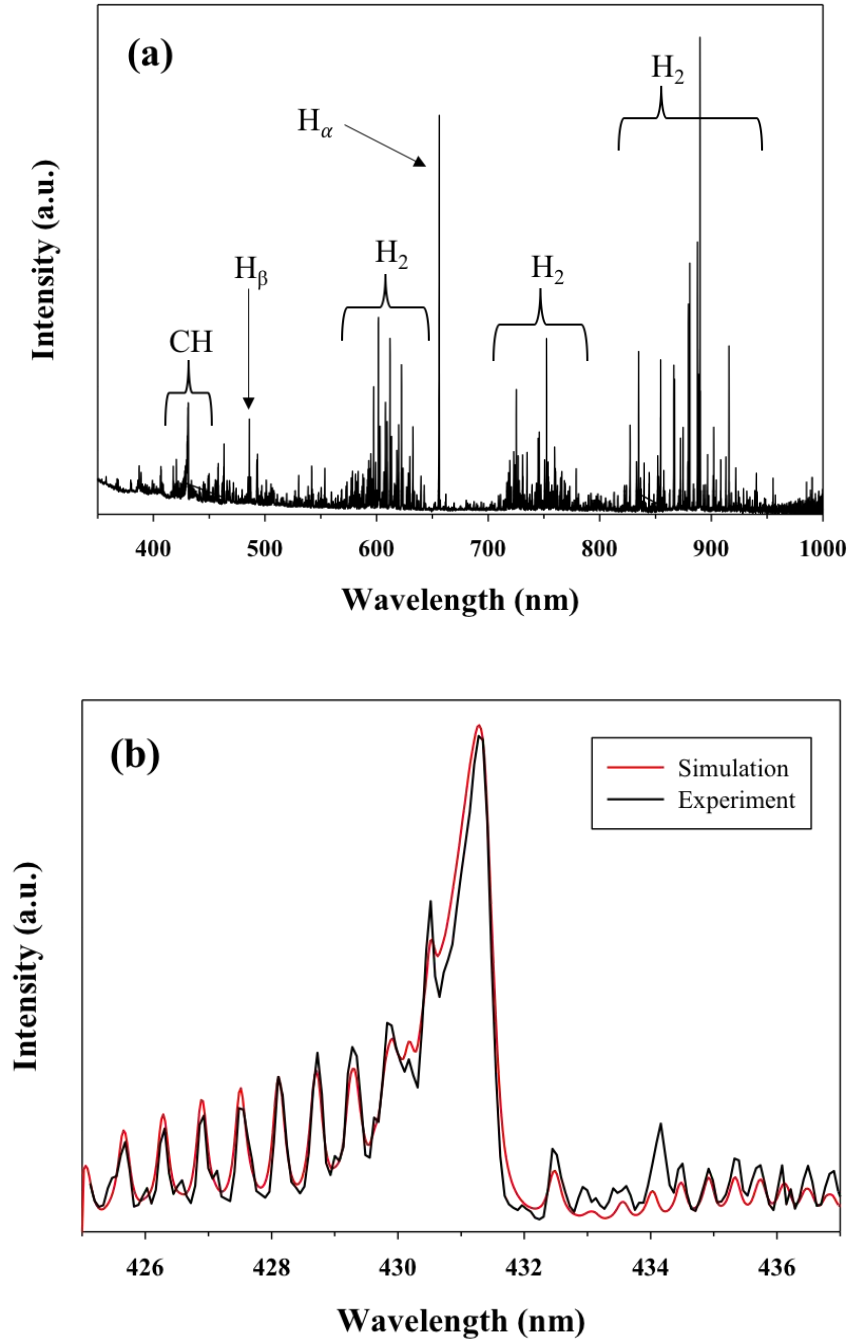 (a)
H₂
Hα
H₂
H₂
Hβ
CH
Intensity (a.u.)
400 500 600 700 800 900 1000
Wavelength (nm)
(b)
Simulation
Experiment
Intensity (a.u.)
426 428 430 432 434 436
Wavelength (nm)